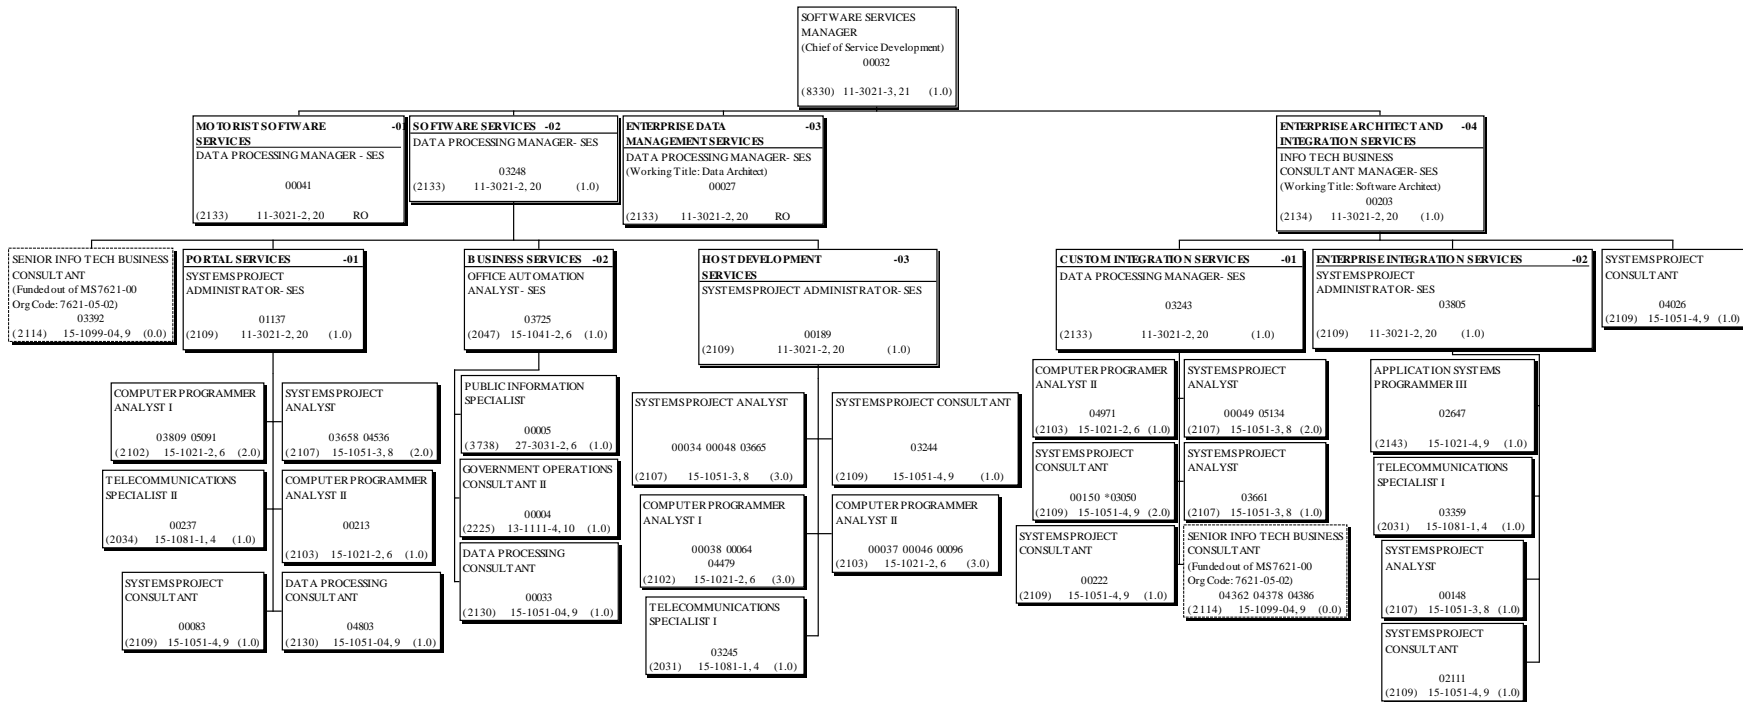 SOFTWARE SERVICES
MANAGER
(Chief of Service Development)
00032
(8330) 11-3021-3, 21 (1.0)
MOTORIST SOFTWARE -01
SERVICES
DATA PROCESSING MANAGER - SES
00041
(2133) 11-3021-2, 20 RO
SOFTWARE SERVICES -02
DATA PROCESSING MANAGER- SES
03248
(2133) 11-3021-2, 20 (1.0)
ENTERPRISE DATA -03
MANAGEMENT SERVICES
DATA PROCESSING MANAGER- SES
(Working Title: Data Architect)
00027
(2133) 11-3021-2, 20 RO
ENTERPRISE ARCHITECT AND -04
INTEGRATION SERVICES
INFO TECH BUSINESS
CONSULTANT MANAGER- SES
(Working Title: Software Architect)
00203
(2134) 11-3021-2, 20 (1.0)
SENIOR INFO TECH BUSINESS
CONSULTANT
(Funded out of MS7621-00
Org Code: 7621-05-02)
03392
(2114) 15-1099-04, 9 (0.0)
PORTAL SERVICES -01
SYSTEMS PROJECT
ADMINISTRATOR- SES
01137
(2109) 11-3021-2, 20 (1.0)
BUSINESS SERVICES -02
OFFICE AUTOMATION
ANALYST- SES
03725
(2047) 15-1041-2, 6 (1.0)
HOST DEVELOPMENT -03
SERVICES
SYSTEMS PROJECT ADMINISTRATOR- SES
00189
(2109) 11-3021-2, 20 (1.0)
CUSTOM INTEGRATION SERVICES -01
DATA PROCESSING MANAGER- SES
03243
(2133) 11-3021-2, 20 (1.0)
ENTERPRISE INTEGRATION SERVICES -02
SYSTEMS PROJECT
ADMINISTRATOR- SES
03805
(2109) 11-3021-2, 20 (1.0)
SYSTEMS PROJECT
CONSULTANT
04026
(2109) 15-1051-4, 9 (1.0)
COMPUTER PROGRAMMER
ANALYST I
03809 05091
(2102) 15-1021-2, 6 (2.0)
SYSTEMS PROJECT
ANALYST
03658 04536
(2107) 15-1051-3, 8 (2.0)
TELECOMMUNICATIONS
SPECIALIST II
00237
(2034) 15-1081-1, 4 (1.0)
COMPUTER PROGRAMMER
ANALYST II
00213
(2103) 15-1021-2, 6 (1.0)
SYSTEMS PROJECT
CONSULTANT
00083
(2109) 15-1051-4, 9 (1.0)
DATA PROCESSING
CONSULTANT
04803
(2130) 15-1051-04, 9 (1.0)
PUBLIC INFORMATION
SPECIALIST
00005
(3738) 27-3031-2, 6 (1.0)
GOVERNMENT OPERATIONS
CONSULTANT II
00004
(2225) 13-1111-4, 10 (1.0)
DATA PROCESSING
CONSULTANT
00033
(2130) 15-1051-04, 9 (1.0)
SYSTEMS PROJECT ANALYST
00034 00048 03665
(2107) 15-1051-3, 8 (3.0)
SYSTEMS PROJECT CONSULTANT
03244
(2109) 15-1051-4, 9 (1.0)
COMPUTER PROGRAMMER
ANALYST I
00038 00064
04479
(2102) 15-1021-2, 6 (3.0)
COMPUTER PROGRAMMER
ANALYST II
00037 00046 00096
(2103) 15-1021-2, 6 (3.0)
TELECOMMUNICATIONS
SPECIALIST I
03245
(2031) 15-1081-1, 4 (1.0)
COMPUTER PROGRAMER
ANALYST II
04971
(2103) 15-1021-2, 6 (1.0)
SYSTEMS PROJECT
ANALYST
00049 05134
(2107) 15-1051-3, 8 (2.0)
SYSTEMS PROJECT
CONSULTANT
00150 *03050
(2109) 15-1051-4, 9 (2.0)
SYSTEMS PROJECT
ANALYST
03661
(2107) 15-1051-3, 8 (1.0)
SYSTEMS PROJECT
CONSULTANT
00222
(2109) 15-1051-4, 9 (1.0)
SENIOR INFO TECH BUSINESS
CONSULTANT
(Funded out of MS7621-00
Org Code: 7621-05-02)
04362 04378 04386
(2114) 15-1099-04, 9 (0.0)
APPLICATION SYSTEMS
PROGRAMMER III
02647
(2143) 15-1021-4, 9 (1.0)
TELECOMMUNICATIONS
SPECIALIST I
03359
(2031) 15-1081-1, 4 (1.0)
SYSTEMS PROJECT
ANALYST
00148
(2107) 15-1051-3, 8 (1.0)
SYSTEMS PROJECT
CONSULTANT
02111
(2109) 15-1051-4, 9 (1.0)